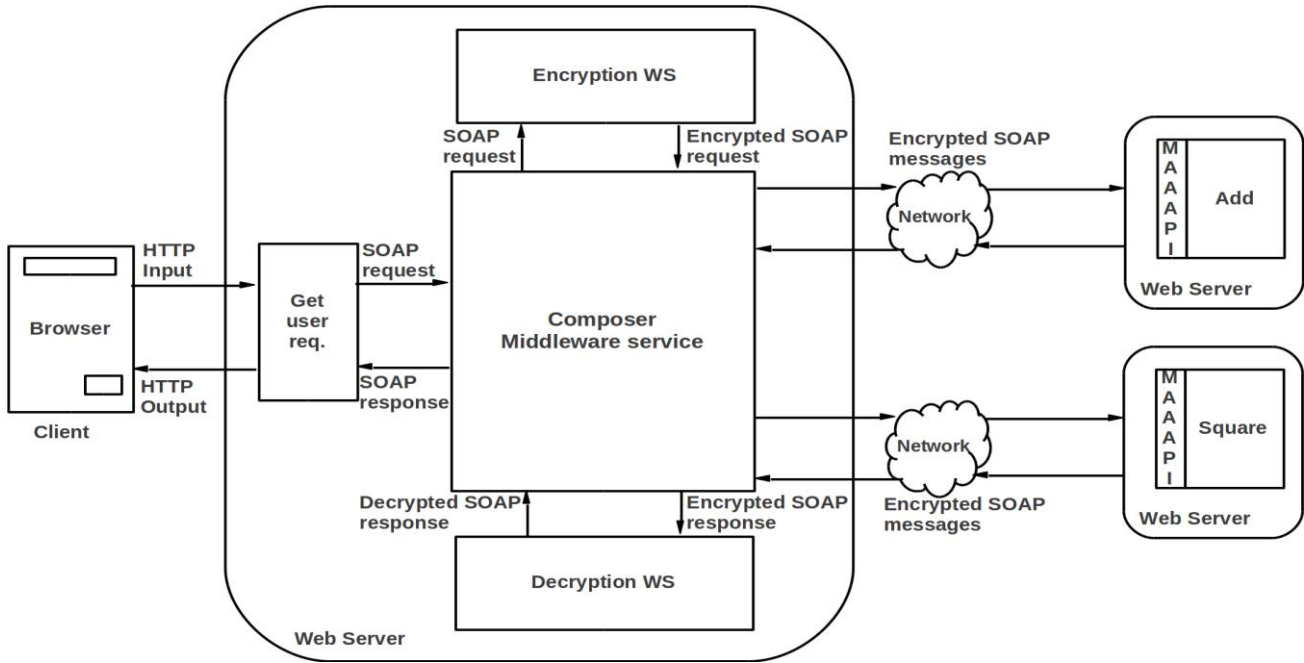 Encryption WS
SOAP
request
Encrypted SOAP
request
Encrypted SOAP
messages
Network
M
A
A
A
P
I
Add
Web Server
HTTP
Input
SOAP
request
Browser
Get
user
req.
Composer
Middleware service
HTTP
Output
SOAP
response
Client
Network
M
A
A
A
P
I
Square
Web Server
Decrypted SOAP
response
Encrypted SOAP
response
Encrypted SOAP
messages
Decryption WS
Web Server